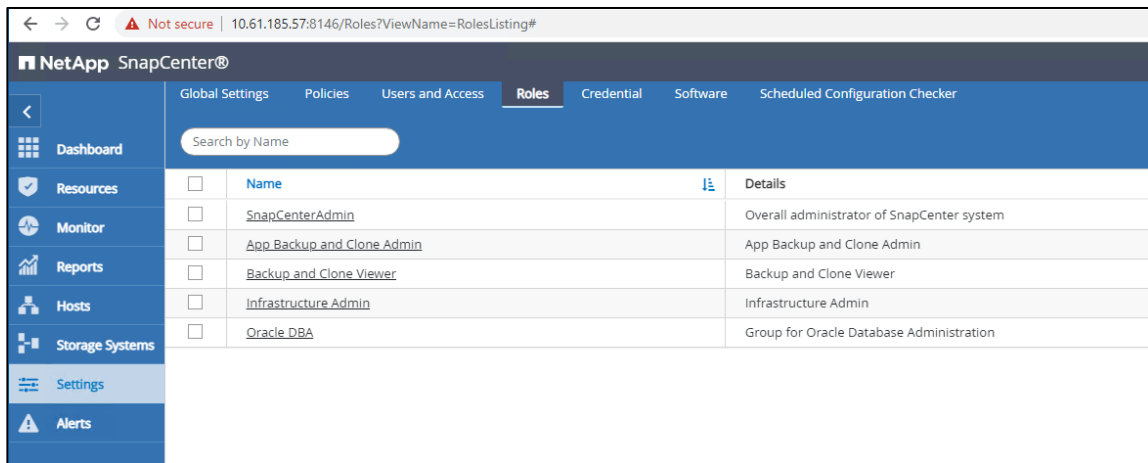 Not secure | 10.61.185.57:8146/Roles?ViewName=RolesListing#
NetApp SnapCenter®
Global Settings Policies Users and Access Roles Credential Software Scheduled Configuration Checker
Search by Name
Dashboard
Resources
Monitor
Reports
Hosts
Storage Systems
Settings
Alerts
Name Details
SnapCenterAdmin Overall administrator of SnapCenter system
App Backup and Clone Admin App Backup and Clone Admin
Backup and Clone Viewer Backup and Clone Viewer
Infrastructure Admin Infrastructure Admin
Oracle DBA Group for Oracle Database Administration